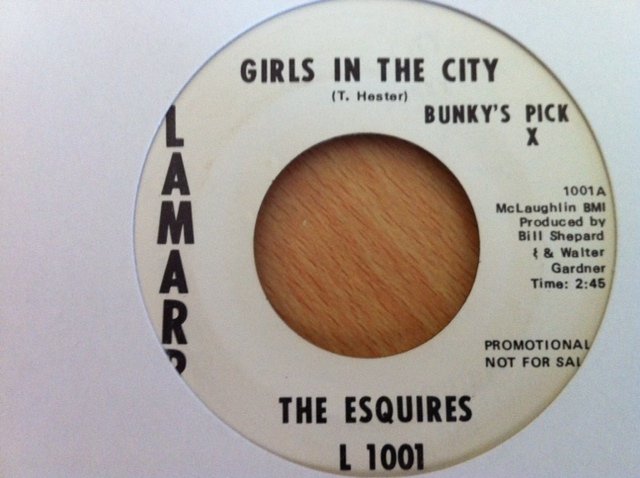 GIRLS IN THE CITY
(T. Hester)
BUNKY'S PICK
X
LAMARR
1001A
McLaughlin BMI
Produced by
Bill Shepard
& & Walter
Gardner
Time: 2:45
PROMOTIONAL
NOT FOR SAL
THE ESQUIRES
L 1001